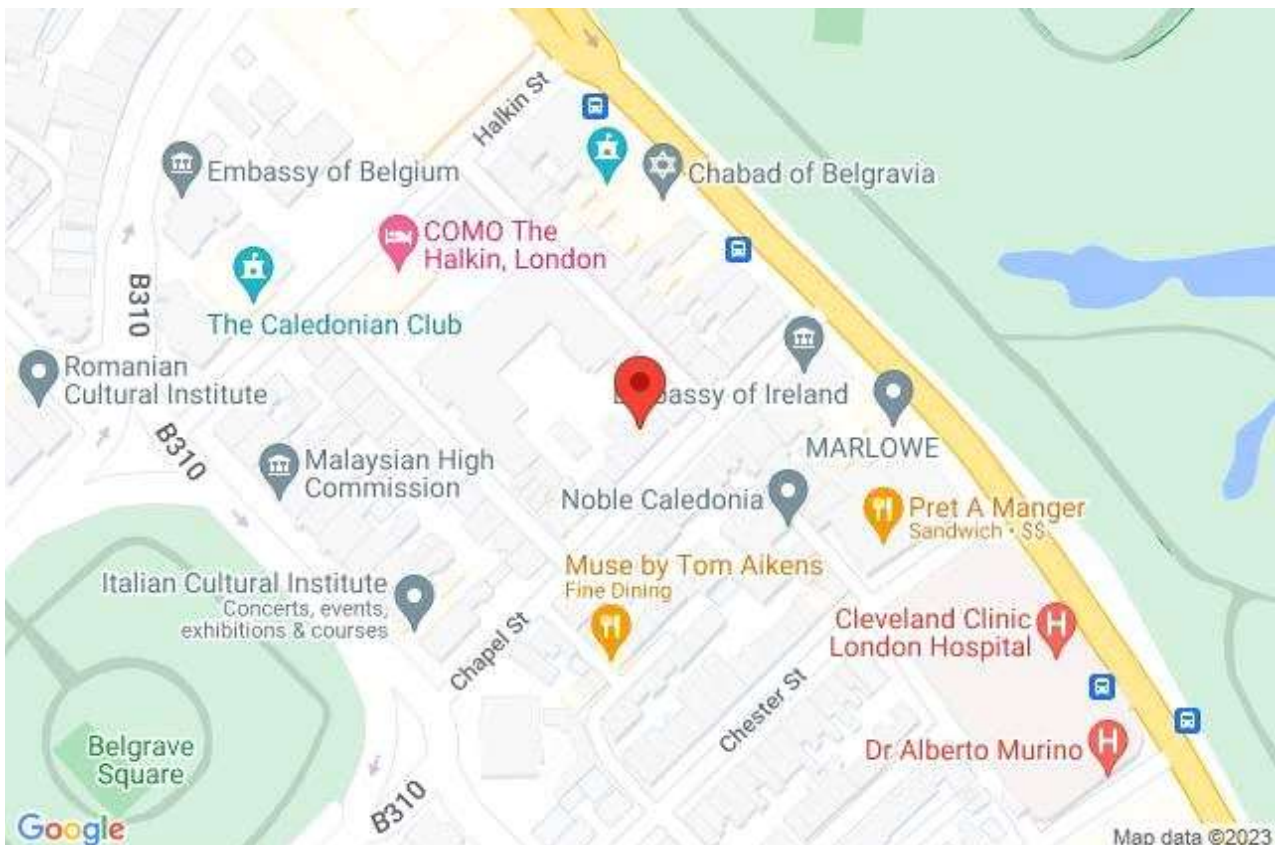 Halkin St
Embassy of Belgium
Chabad of Belgravia
COMO The
Halkin, London
B310
The Caledonian Club
Romanian
Cultural Institute
of Ireland
MARLOWE
B310
Malaysian High
Commission
Noble Caledonia
Pret A Manger
Sandwich • $$
Muse by Tom Aikens
Fine Dining
Italian Cultural Institute
Concerts, events,
exhibitions & courses
Cleveland Clinic
London Hospital
Chapel St
Chester St
Dr Alberto Murino
Belgrave
Square
B310
Google
Map data ©2023